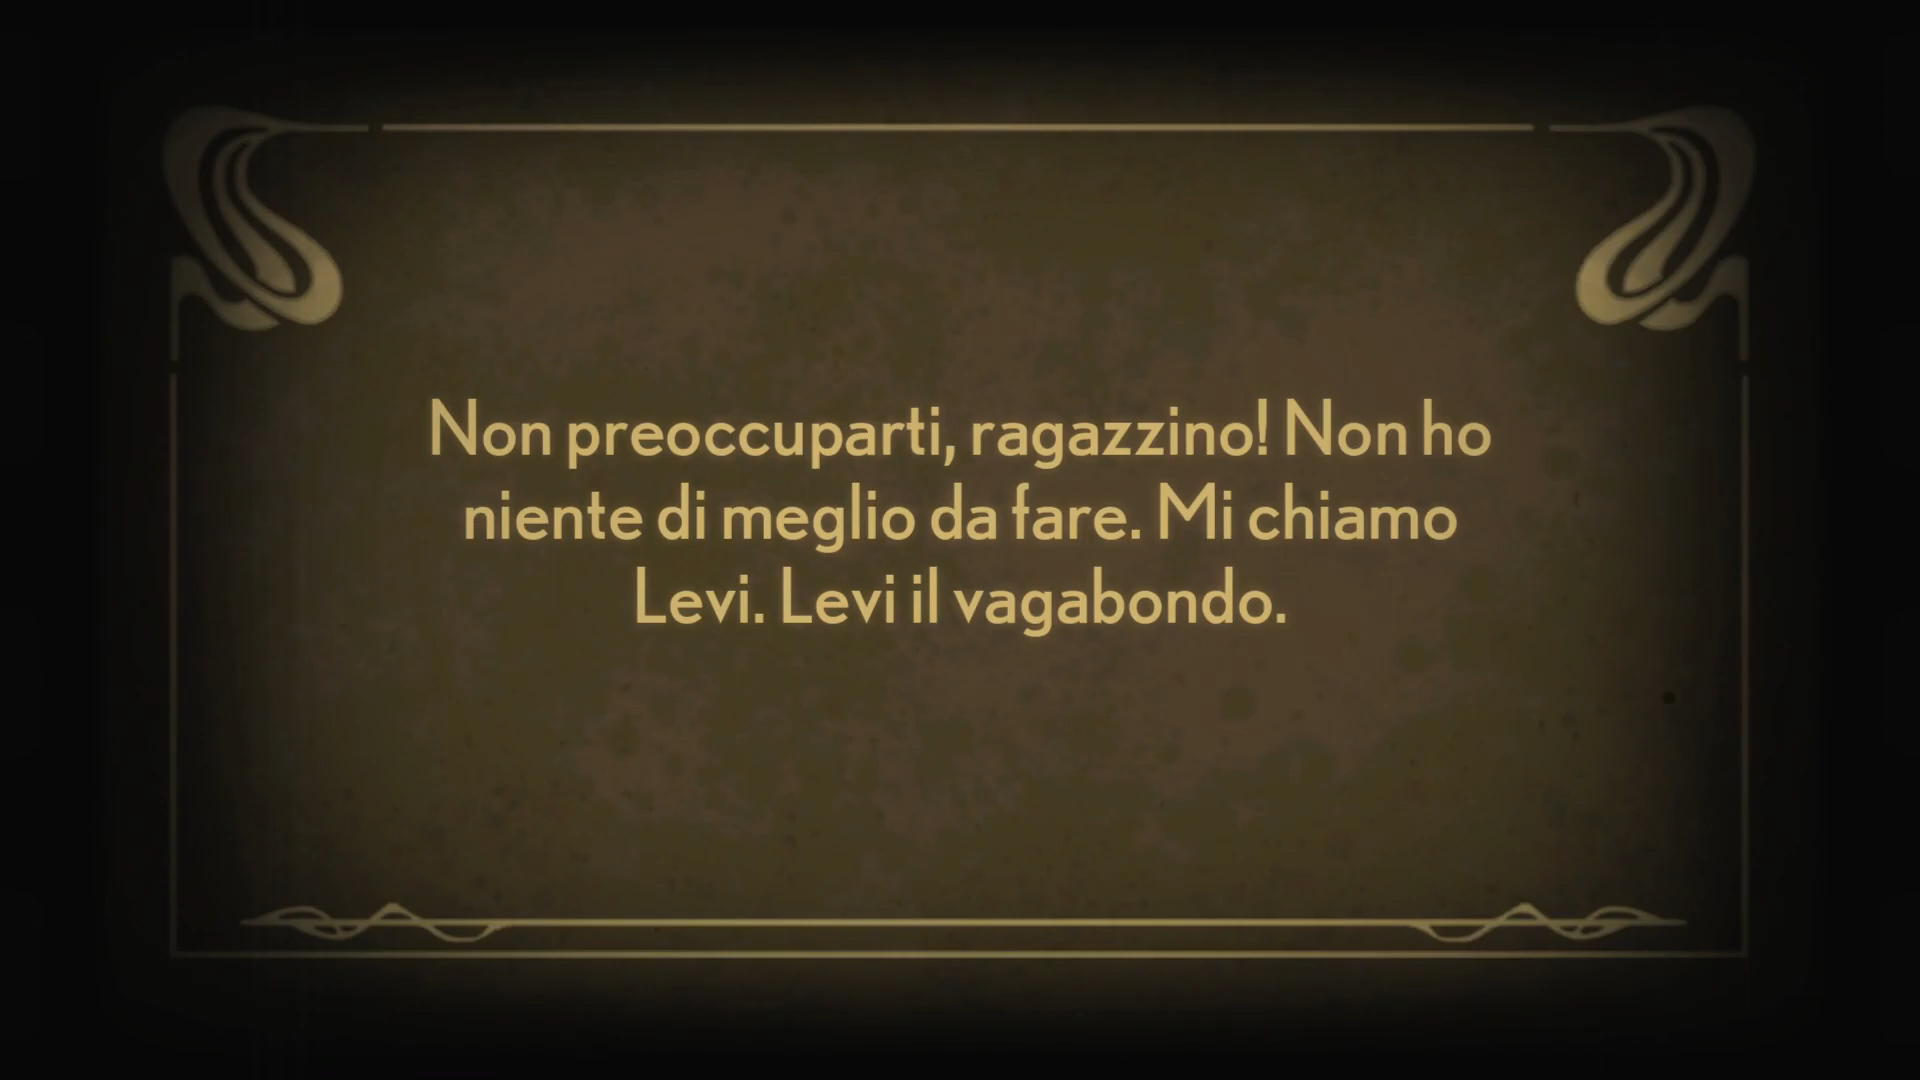 Non preoccuparti, ragazzino! Non ho
niente di meglio da fare. Mi chiamo
Levi. Levi il vagabondo.